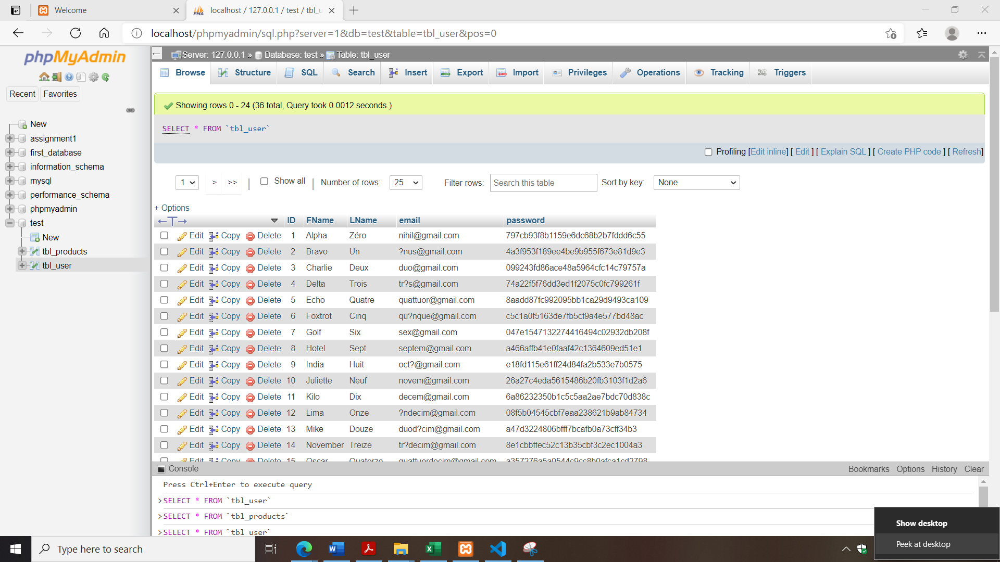 Welcome
localhost / 127.0.0.1 / test / tbl_u
localhost/phpmyadmin/sql.php?server=1&db=test&table=tbl_user&pos=0
phpMyAdmin
Recent Favorites
New
assignment1
first_database
information_schema
mysql
performance_schema
phpmyadmin
test
New
tbl_products
tbl_user
Server: 127.0.0.1 » Database: test » Table: tbl_user
Browse Structure SQL Search Insert Export Import Privileges Operations Tracking Triggers
Showing rows 0 - 24 (36 total, Query took 0.0012 seconds.)
SELECT * FROM `tbl_user`
Profiling [Edit inline] [ Edit ] [ Explain SQL ] [ Create PHP code ] [ Refresh]
1 > >> | Show all | Number of rows: 25 Filter rows: Search this table Sort by key: None
+ Options
←T→ ID FName LName email password
Edit Copy Delete 1 Alpha Zéro nihil@gmail.com 797cb93f8b1159e6dc68b2b7fddd6c55
Edit Copy Delete 2 Bravo Un ?nus@gmail.com 4a3f953f189ee4be9b955f673e81d9e3
Edit Copy Delete 3 Charlie Deux duo@gmail.com 099243fd86ace48a5964cfc14c79757a
Edit Copy Delete 4 Delta Trois tr?s@gmail.com 74a22f5f76dd3ed1f2075c0fc799261f
Edit Copy Delete 5 Echo Quatre quattuor@gmail.com 8aadd87fc992095bb1ca29d9493ca109
Edit Copy Delete 6 Foxtrot Cinq qu?nque@gmail.com c5c1a0f5163de7fb5cf9a4e577bd48ac
Edit Copy Delete 7 Golf Six sex@gmail.com 047e1547132274416494c02932db208f
Edit Copy Delete 8 Hotel Sept septem@gmail.com a466affb41e0faaf42c1364609ed51e1
Edit Copy Delete 9 India Huit oct?@gmail.com e18fd115e61ff24d84fa2b533e7b0575
Edit Copy Delete 10 Juliette Neuf novem@gmail.com 26a27c4eda5615486b20fb3103f1d2a6
Edit Copy Delete 11 Kilo Dix decem@gmail.com 6a86232350b1c5c5aa2ae7bdc70d838c
Edit Copy Delete 12 Lima Onze ?ndecim@gmail.com 08f5b04545cbf7eaa238621b9ab84734
Edit Copy Delete 13 Mike Douze duod?cim@gmail.com a47d3224806bfff7bcafb0a73cff34b3
Edit Copy Delete 14 November Treize tr?decim@gmail.com 8e1cbbffec52c13b35cbf3c2ec1004a3
Edit Copy Delete 15 Oscar Quatorze quattuordecim@gmail.com a357276a5a0544c9cc8b0afca1cd2798
Console Bookmarks Options History Clear
Press Ctrl+Enter to execute query
>SELECT * FROM `tbl_user`
>SELECT * FROM `tbl_products`
>SELECT * FROM `tbl_user`
Show desktop
Peek at desktop
Type here to search